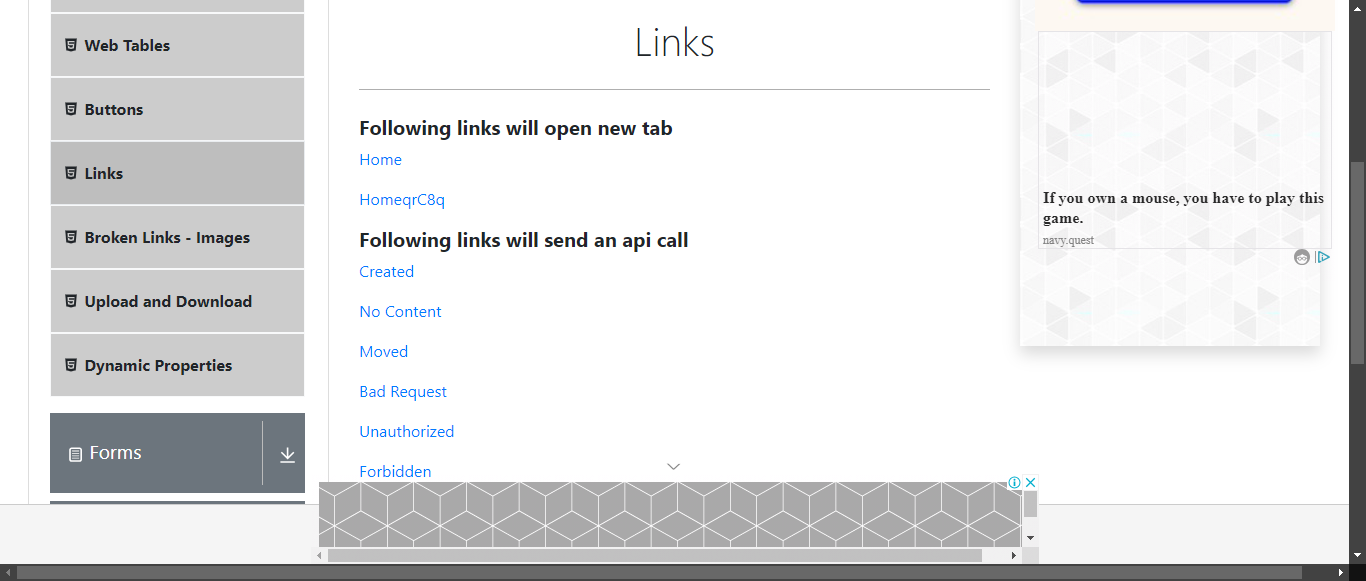 Web Tables
Buttons
Links
Broken Links - Images
Upload and Download
Dynamic Properties
Forms
Links
Following links will open new tab
Home
HomeqrC8q
Following links will send an api call
Created
No Content
Moved
Bad Request
Unauthorized
Forbidden
If you own a mouse, you have to play this
game.
navy.quest